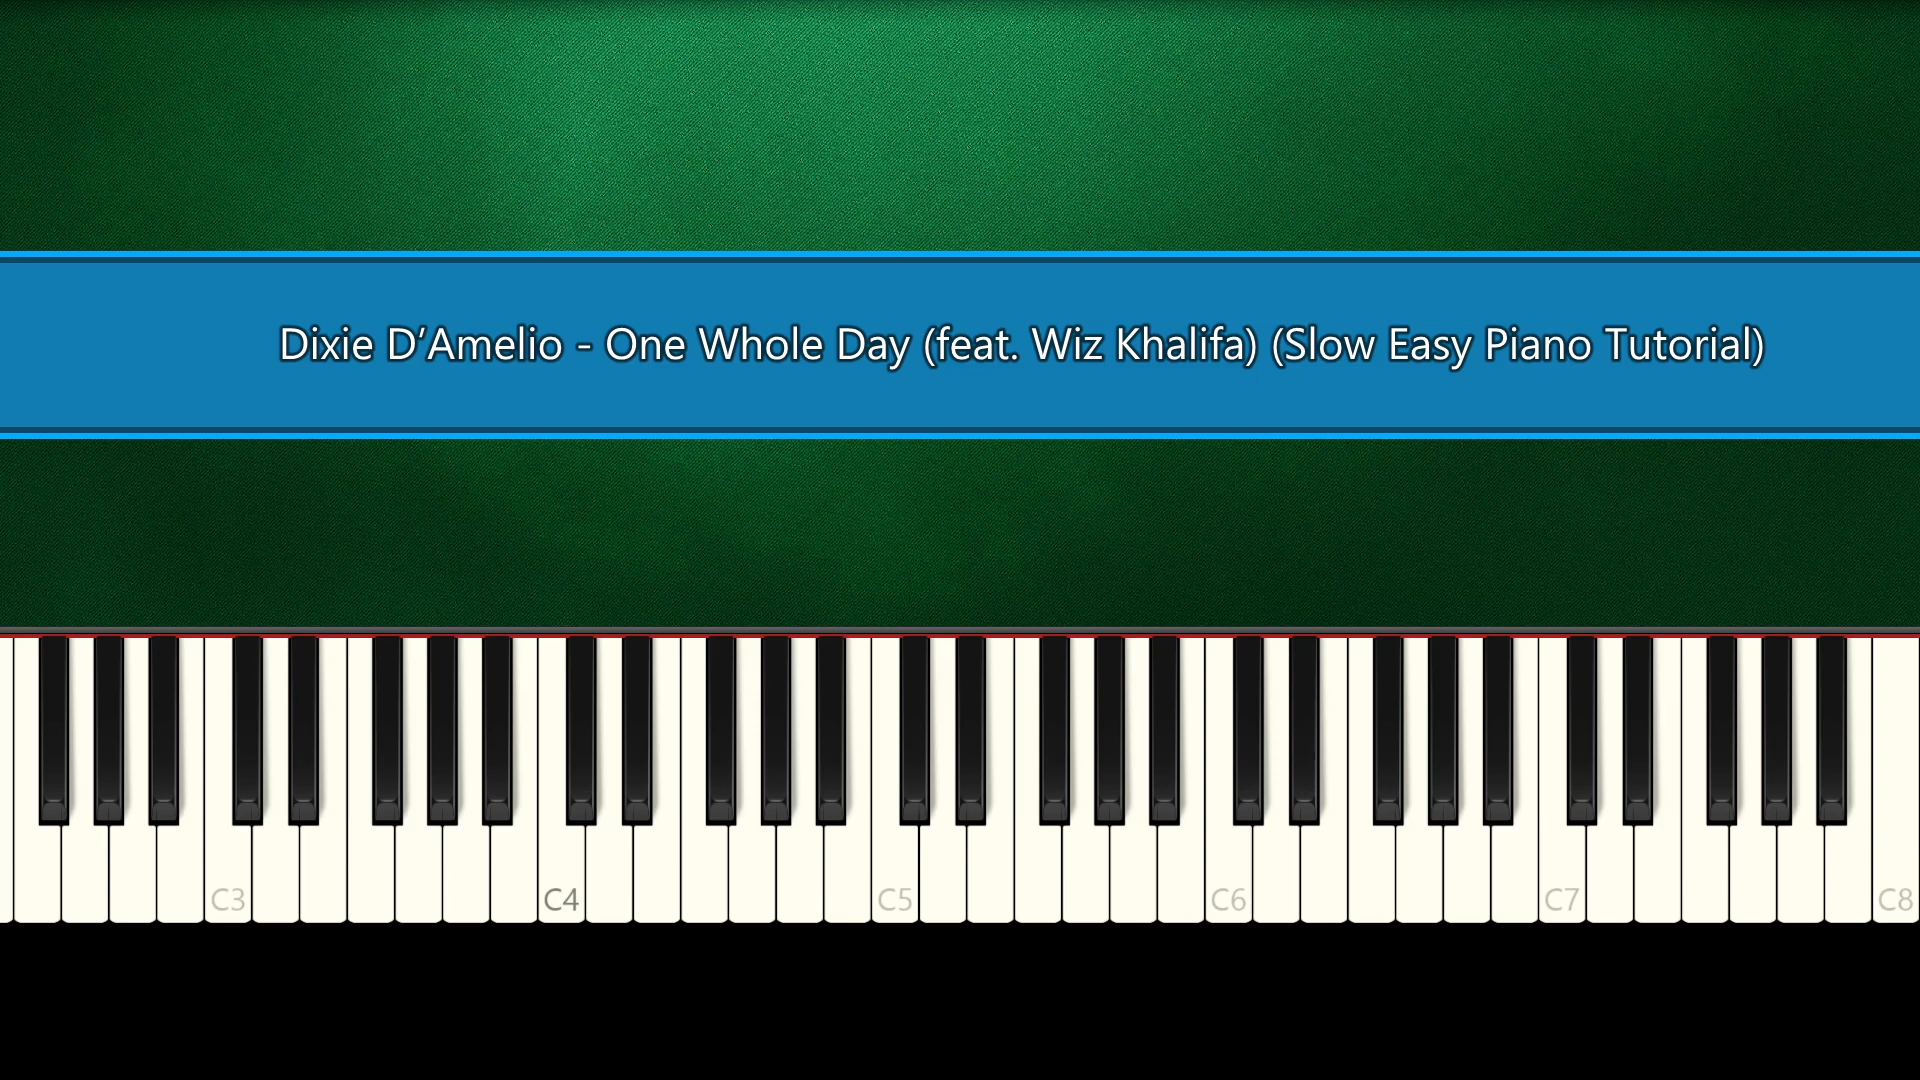 Dixie D’Amelio - One Whole Day (feat. Wiz Khalifa) (Slow Easy Piano Tutorial)
C3 C4 C5 C6 C7 C8